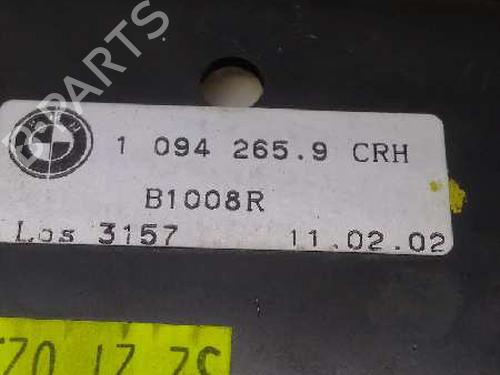 B-PARTS
1 094 265.9 CRH
B1008R
Los 3157 11.02.02